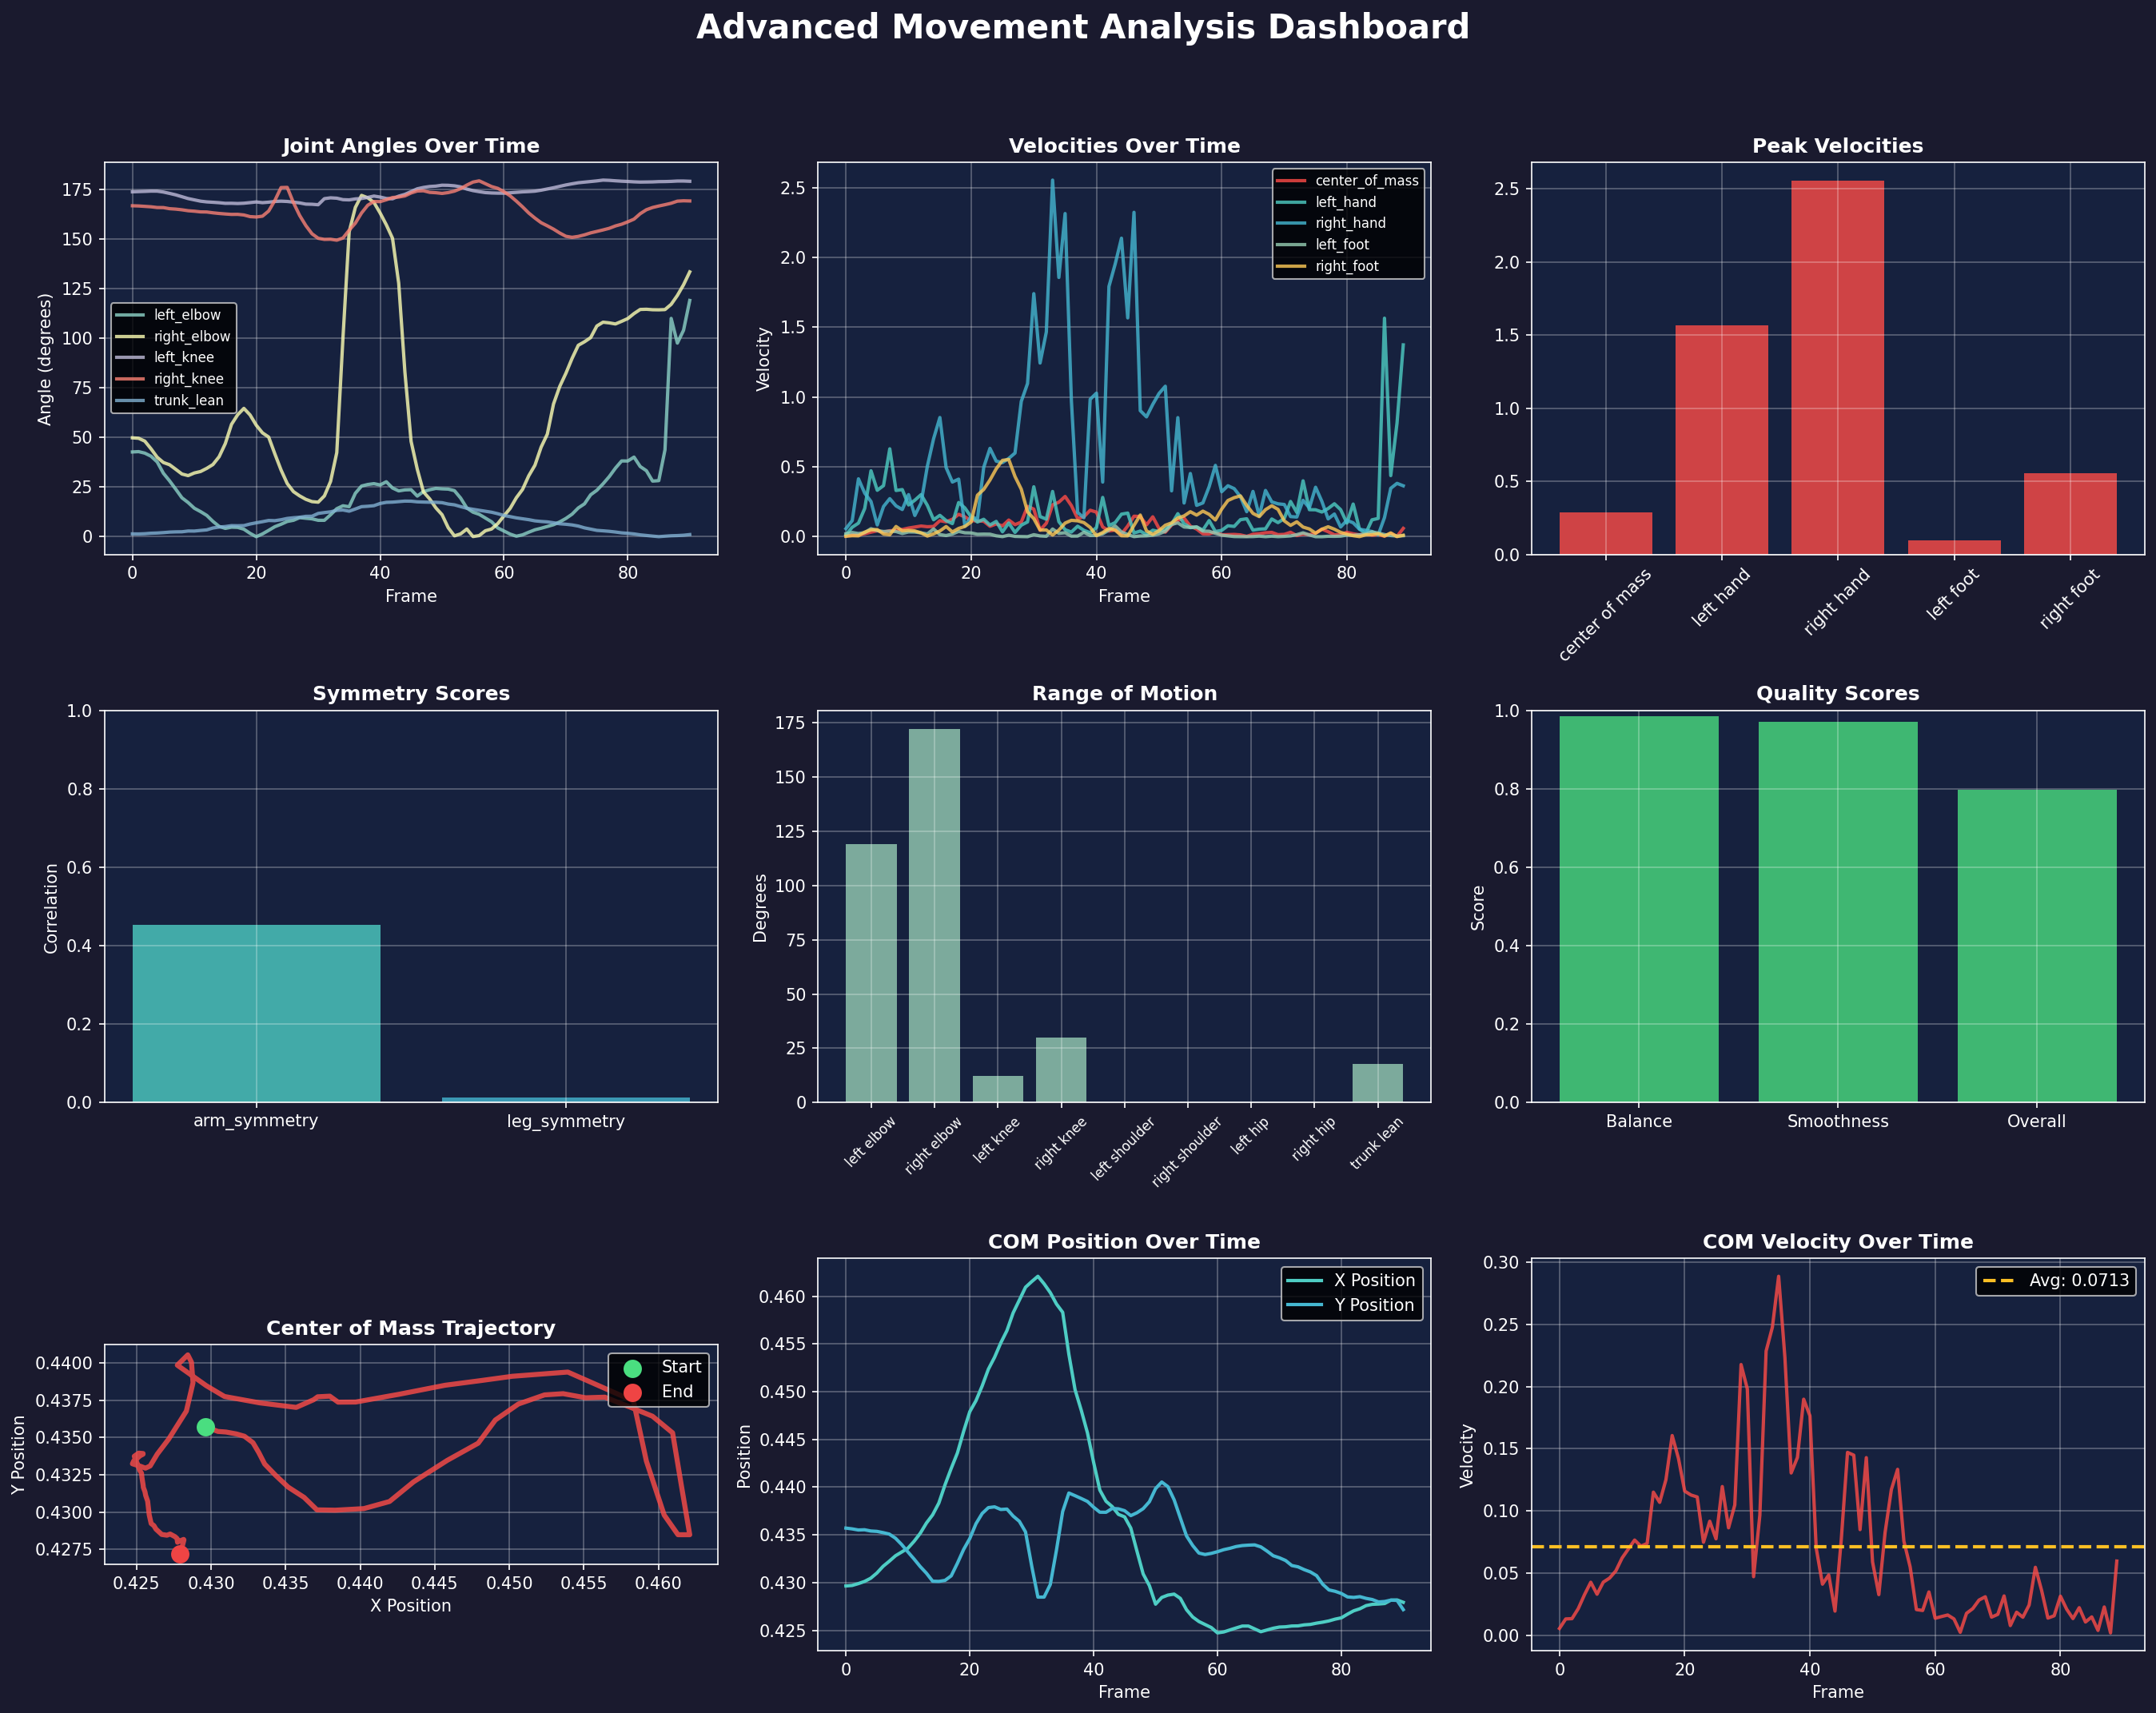 Advanced Movement Analysis Dashboard
Joint Angles Over Time
Angle (degrees)
175
150
125
100
75
50
25
0
left_elbow
right_elbow
left_knee
right_knee
trunk_lean
0 20 40 60 80
Frame
Velocities Over Time
Velocity
2.5
2.0
1.5
1.0
0.5
0.0
center_of_mass
left_hand
right_hand
left_foot
right_foot
0 20 40 60 80
Frame
Peak Velocities
2.5
2.0
1.5
1.0
0.5
0.0
center of mass
left hand
right hand
left foot
right foot
Symmetry Scores
Correlation
1.0
0.8
0.6
0.4
0.2
0.0
arm_symmetry leg_symmetry
Range of Motion
Degrees
175
150
125
100
75
50
25
0
left elbow
right elbow
left knee
right knee
left shoulder
right shoulder
left hip
right hip
trunk lean
Quality Scores
Score
1.0
0.8
0.6
0.4
0.2
0.0
Balance Smoothness Overall
Center of Mass Trajectory
Y Position
0.4400
0.4375
0.4350
0.4325
0.4300
0.4275
Start
End
0.425 0.430 0.435 0.440 0.445 0.450 0.455 0.460
X Position
COM Position Over Time
Position
0.460
0.455
0.450
0.445
0.440
0.435
0.430
0.425
X Position
Y Position
0 20 40 60 80
Frame
COM Velocity Over Time
Velocity
0.30
0.25
0.20
0.15
0.10
0.05
0.00
Avg: 0.0713
0 20 40 60 80
Frame